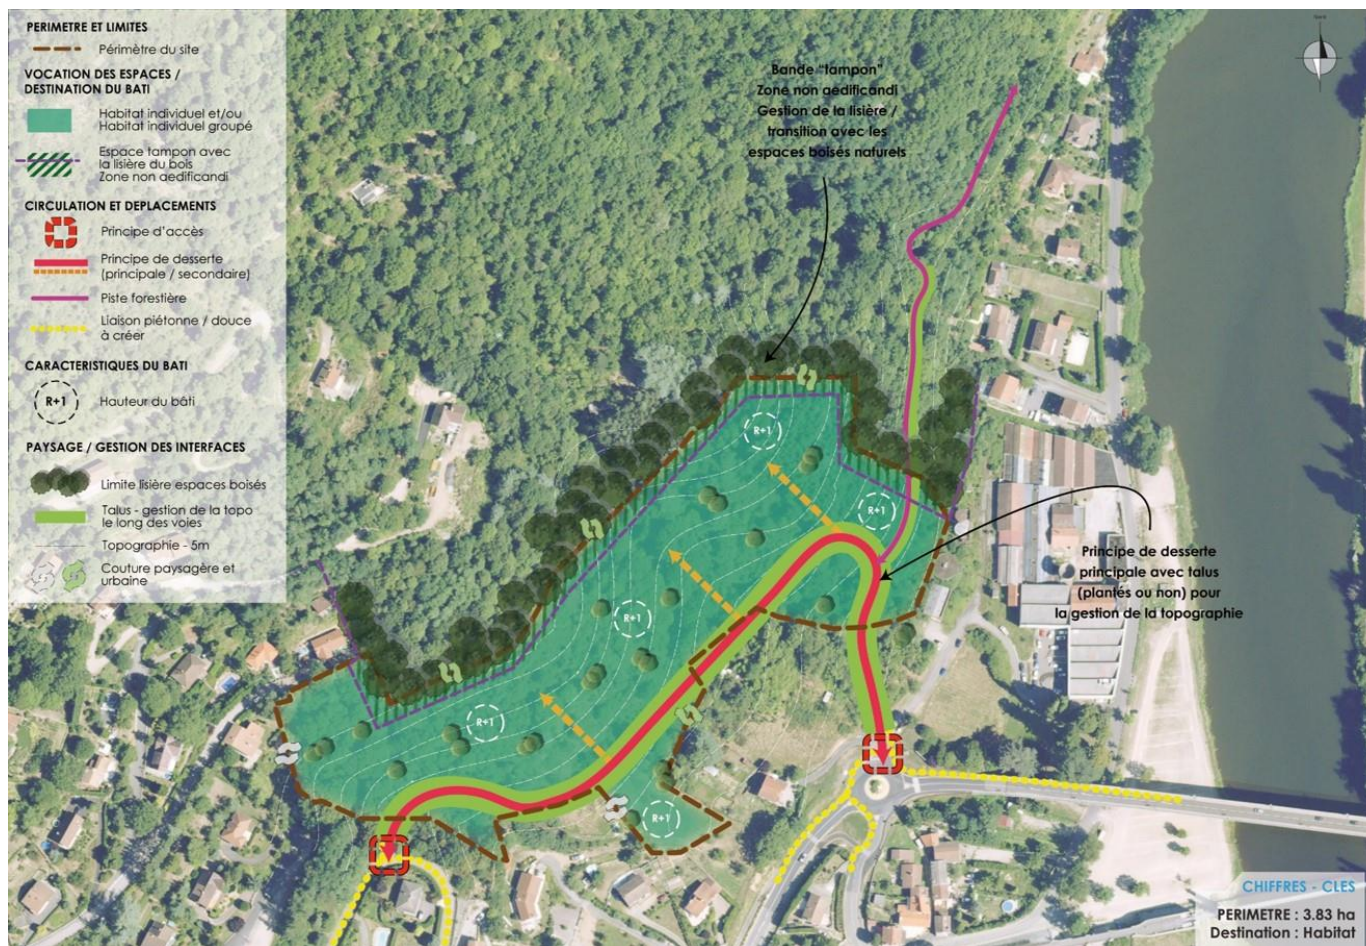 PERIMETRE ET LIMITES
Périmètre du site
VOCATION DES ESPACES /
DESTINATION DU BATI
Habitat individuel et/ou
Habitat individuel groupé
Espace tampon avec
la lisière du bois
Zone non aedificandi
CIRCULATION ET DEPLACEMENTS
Principe d'accès
Principe de desserte
(principale / secondaire)
Piste forestière
Liaison piétonne / douce
à créer
CARACTERISTIQUES DU BATI
R+1
Hauteur du bâti
PAYSAGE / GESTION DES INTERFACES
Limite lisière espaces boisés
Talus - gestion de la topo
le long des voies
Topographie - 5m
Couture paysagère et
urbaine
Bande "tampon"
Zone non aedificandi
Gestion de la lisière /
transition avec les
espaces boisés naturels
Nord
R+1
R+1
R+1
R+1
R+1
Principe de desserte
principale avec talus
(plantés ou non) pour
la gestion de la topographie
CHIFFRES - CLES
PERIMETRE : 3.83 ha
Destination : Habitat